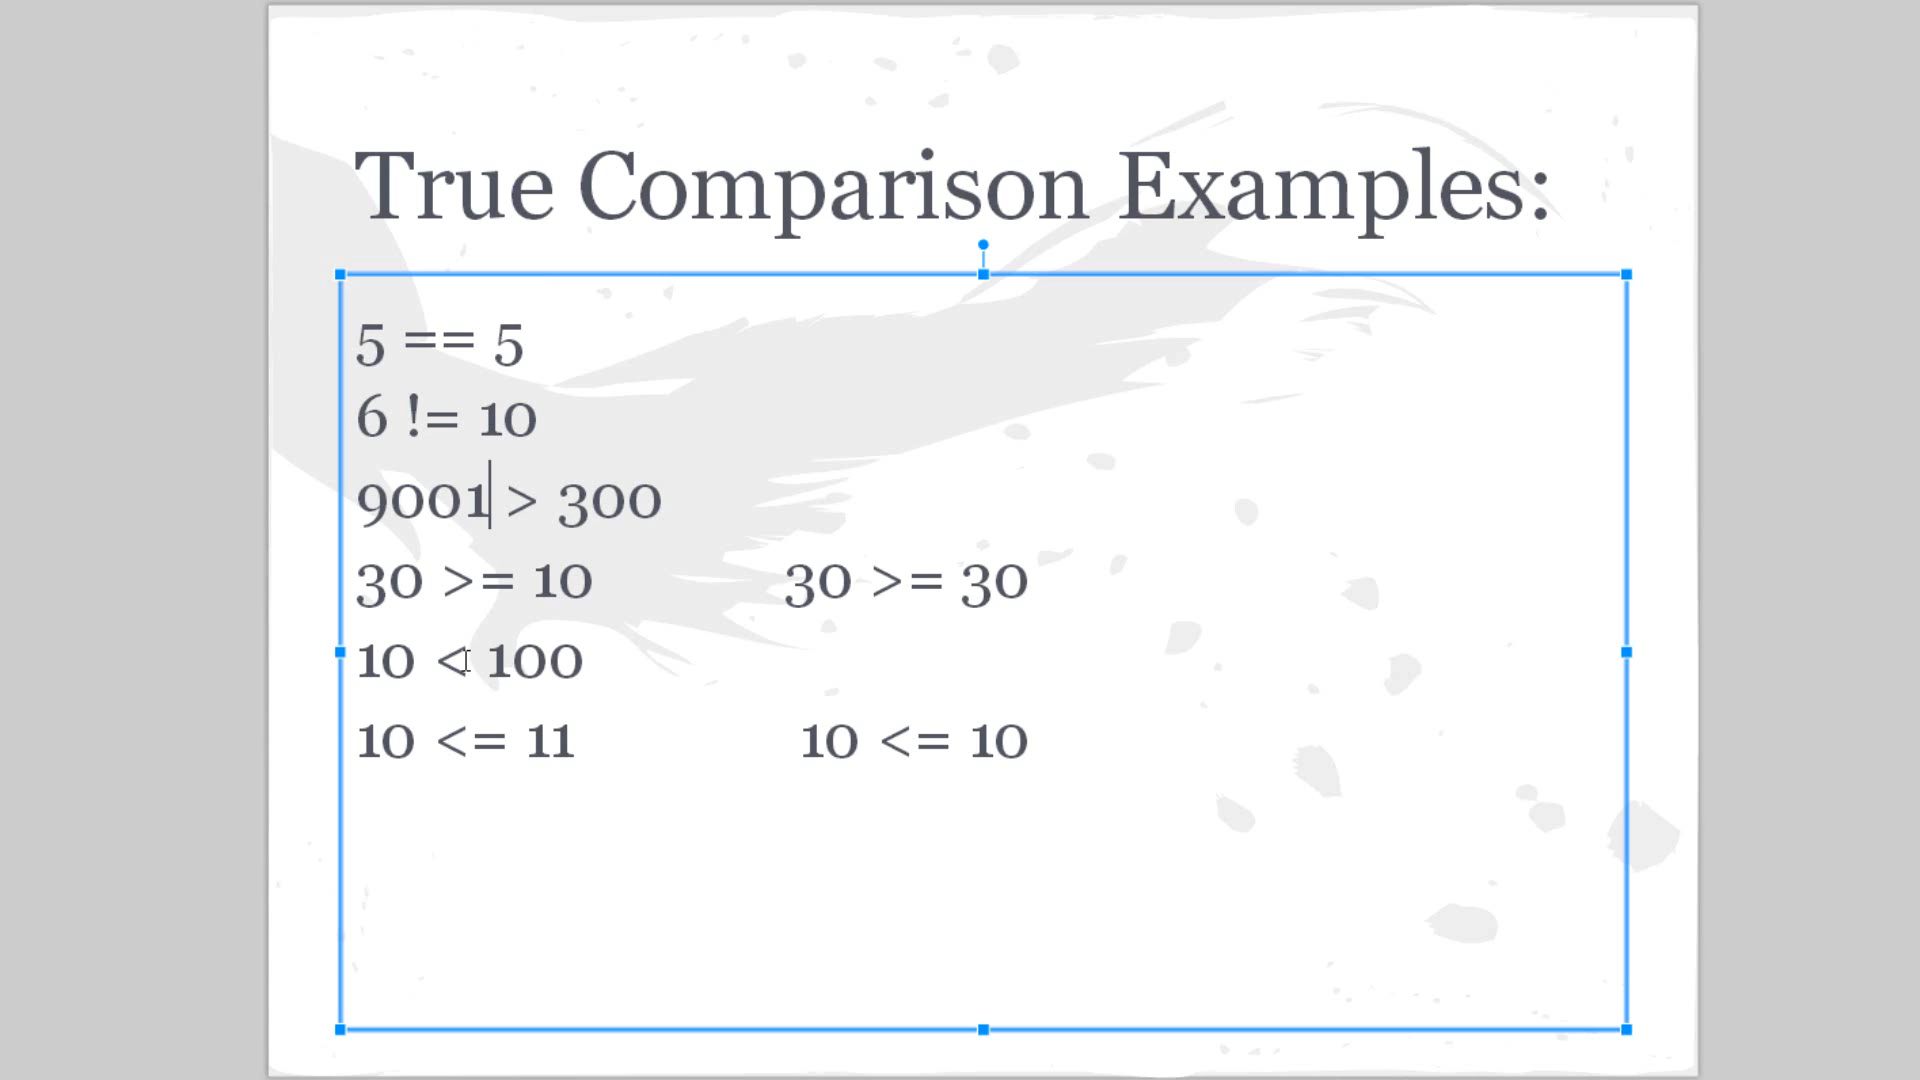 True Comparison Examples:
5 == 5
6 != 10
9001 > 300
30 >= 10 30 >= 30
10 < 100
10 <= 11 10 <= 10